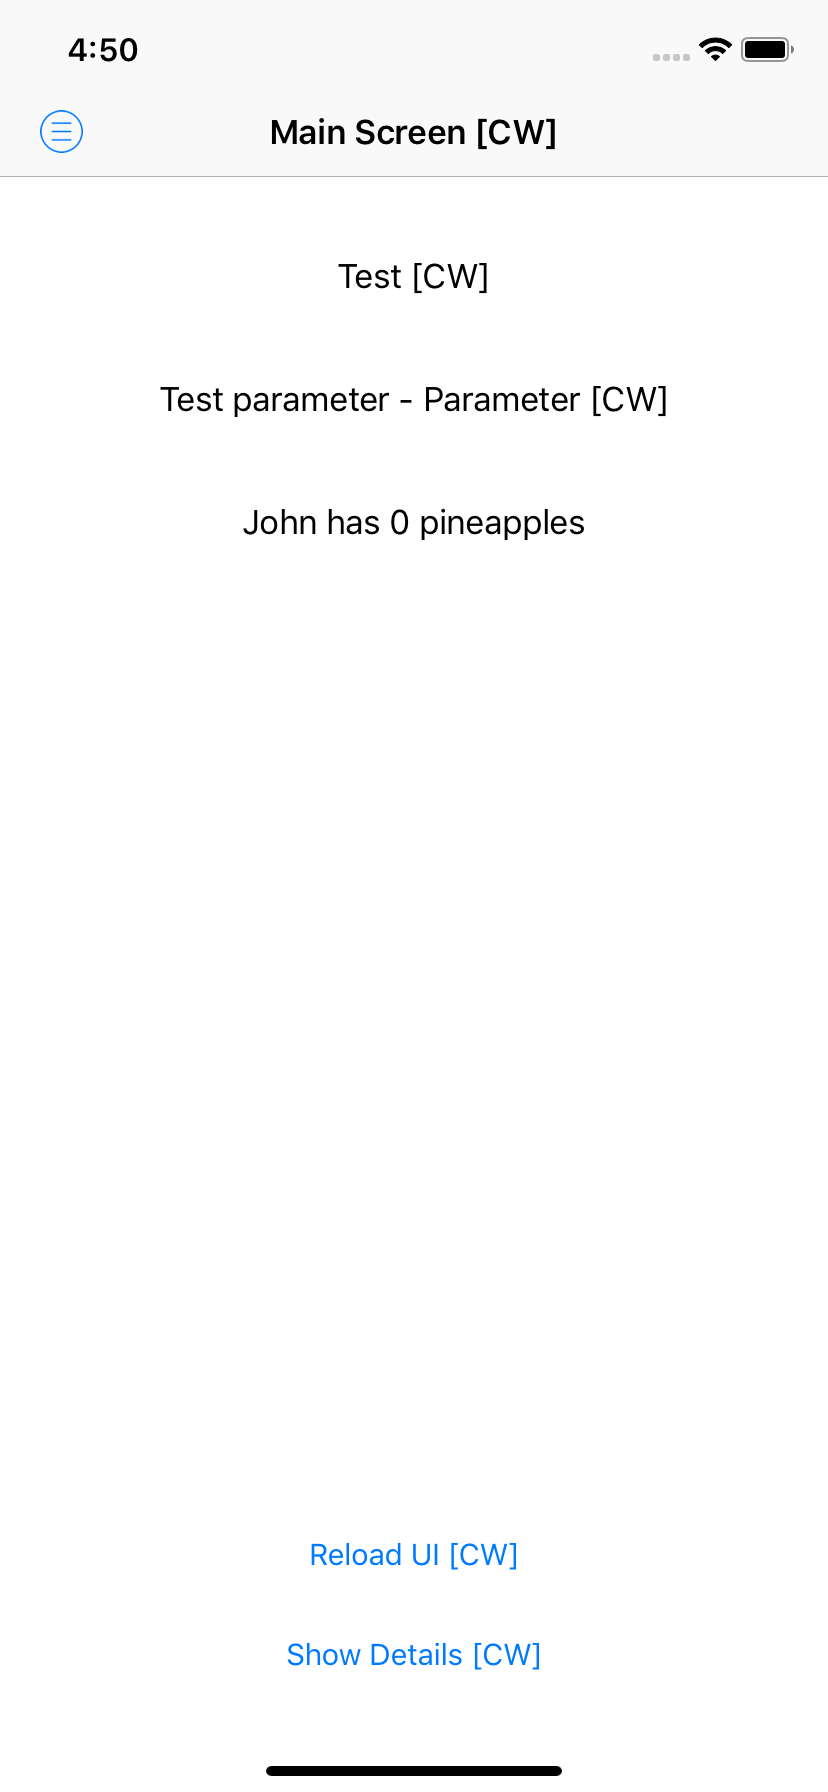 4:50
Main Screen [CW]
Test [CW]
Test parameter - Parameter [CW]
John has 0 pineapples
Reload UI [CW]
Show Details [CW]